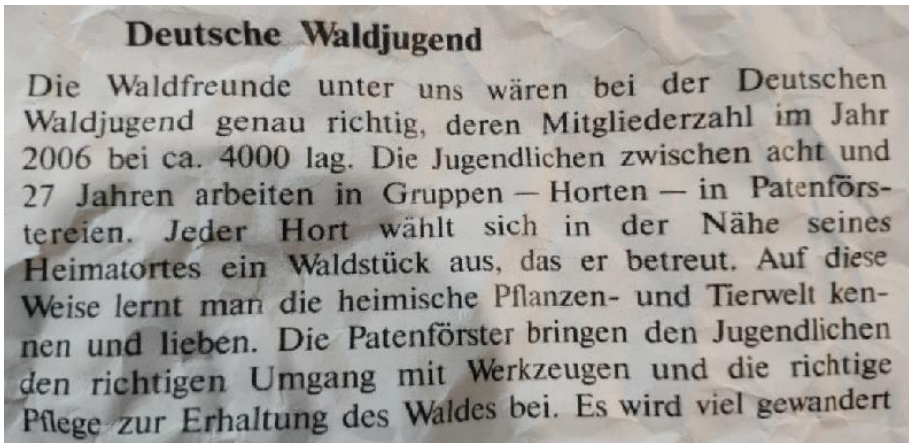 Deutsche Waldjugend
Die Waldfreunde unter uns wären bei der Deutschen
Waldjugend genau richtig, deren Mitgliederzahl im Jahr
2006 bei ca. 4000 lag. Die Jugendlichen zwischen acht und
27 Jahren arbeiten in Gruppen — Horten — in Patenförs-
tereien. Jeder Hort wählt sich in der Nähe seines
Heimatortes ein Waldstück aus, das er betreut. Auf diese
Weise lernt man die heimische Pflanzen- und Tierwelt ken-
nen und lieben. Die Patenförster bringen den Jugendlichen
den richtigen Umgang mit Werkzeugen und die richtige
Pflege zur Erhaltung des Waldes bei. Es wird viel gewandert